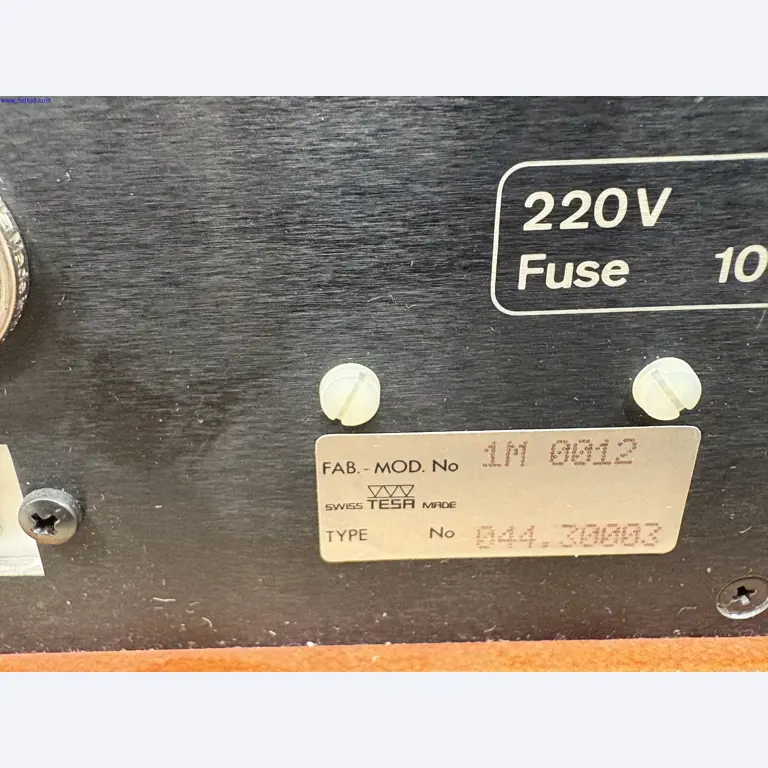 220V
Fuse 10
FAB.-MOD. No 1M 0012
SWISS TESA MADE
TYPE No 044.30003